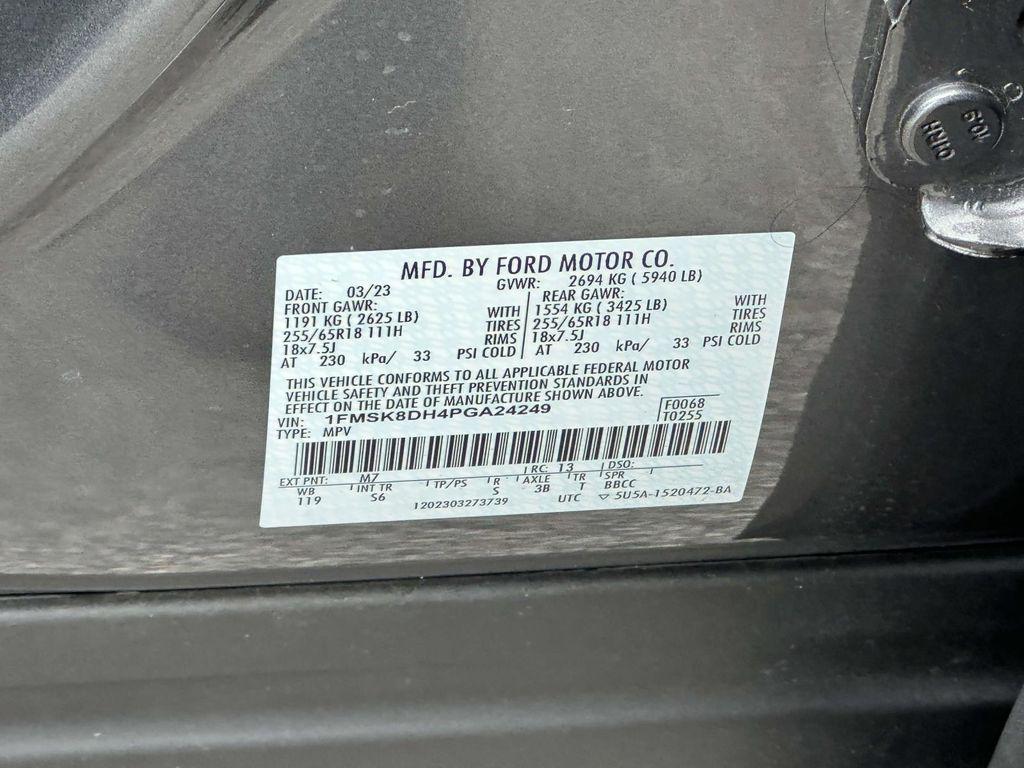 MFD. BY FORD MOTOR CO.
DATE: 03/23 GVWR: 2694 KG ( 5940 LB)
FRONT GAWR: REAR GAWR:
1191 KG ( 2625 LB) WITH 1554 KG ( 3425 LB) WITH
255/65R18 111H TIRES 255/65R18 111H TIRES
18x7.5J RIMS 18x7.5J RIMS
AT 230 kPa/ 33 PSI COLD AT 230 kPa/ 33 PSI COLD
THIS VEHICLE CONFORMS TO ALL APPLICABLE FEDERAL MOTOR
VEHICLE SAFETY AND THEFT PREVENTION STANDARDS IN
EFFECT ON THE DATE OF MANUFACTURE SHOWN ABOVE.
VIN: 1FMSK8DH4PGA24249 F0068
TYPE: MPV T0255
EXT PNT: M7 RC: 13 DSO:
WB INT TR TP/PS R AXLE TR SPR
119 S6 S 3B T BBCC
1202303273739 UTC ▽ 5U5A-1520472-BA
10.9